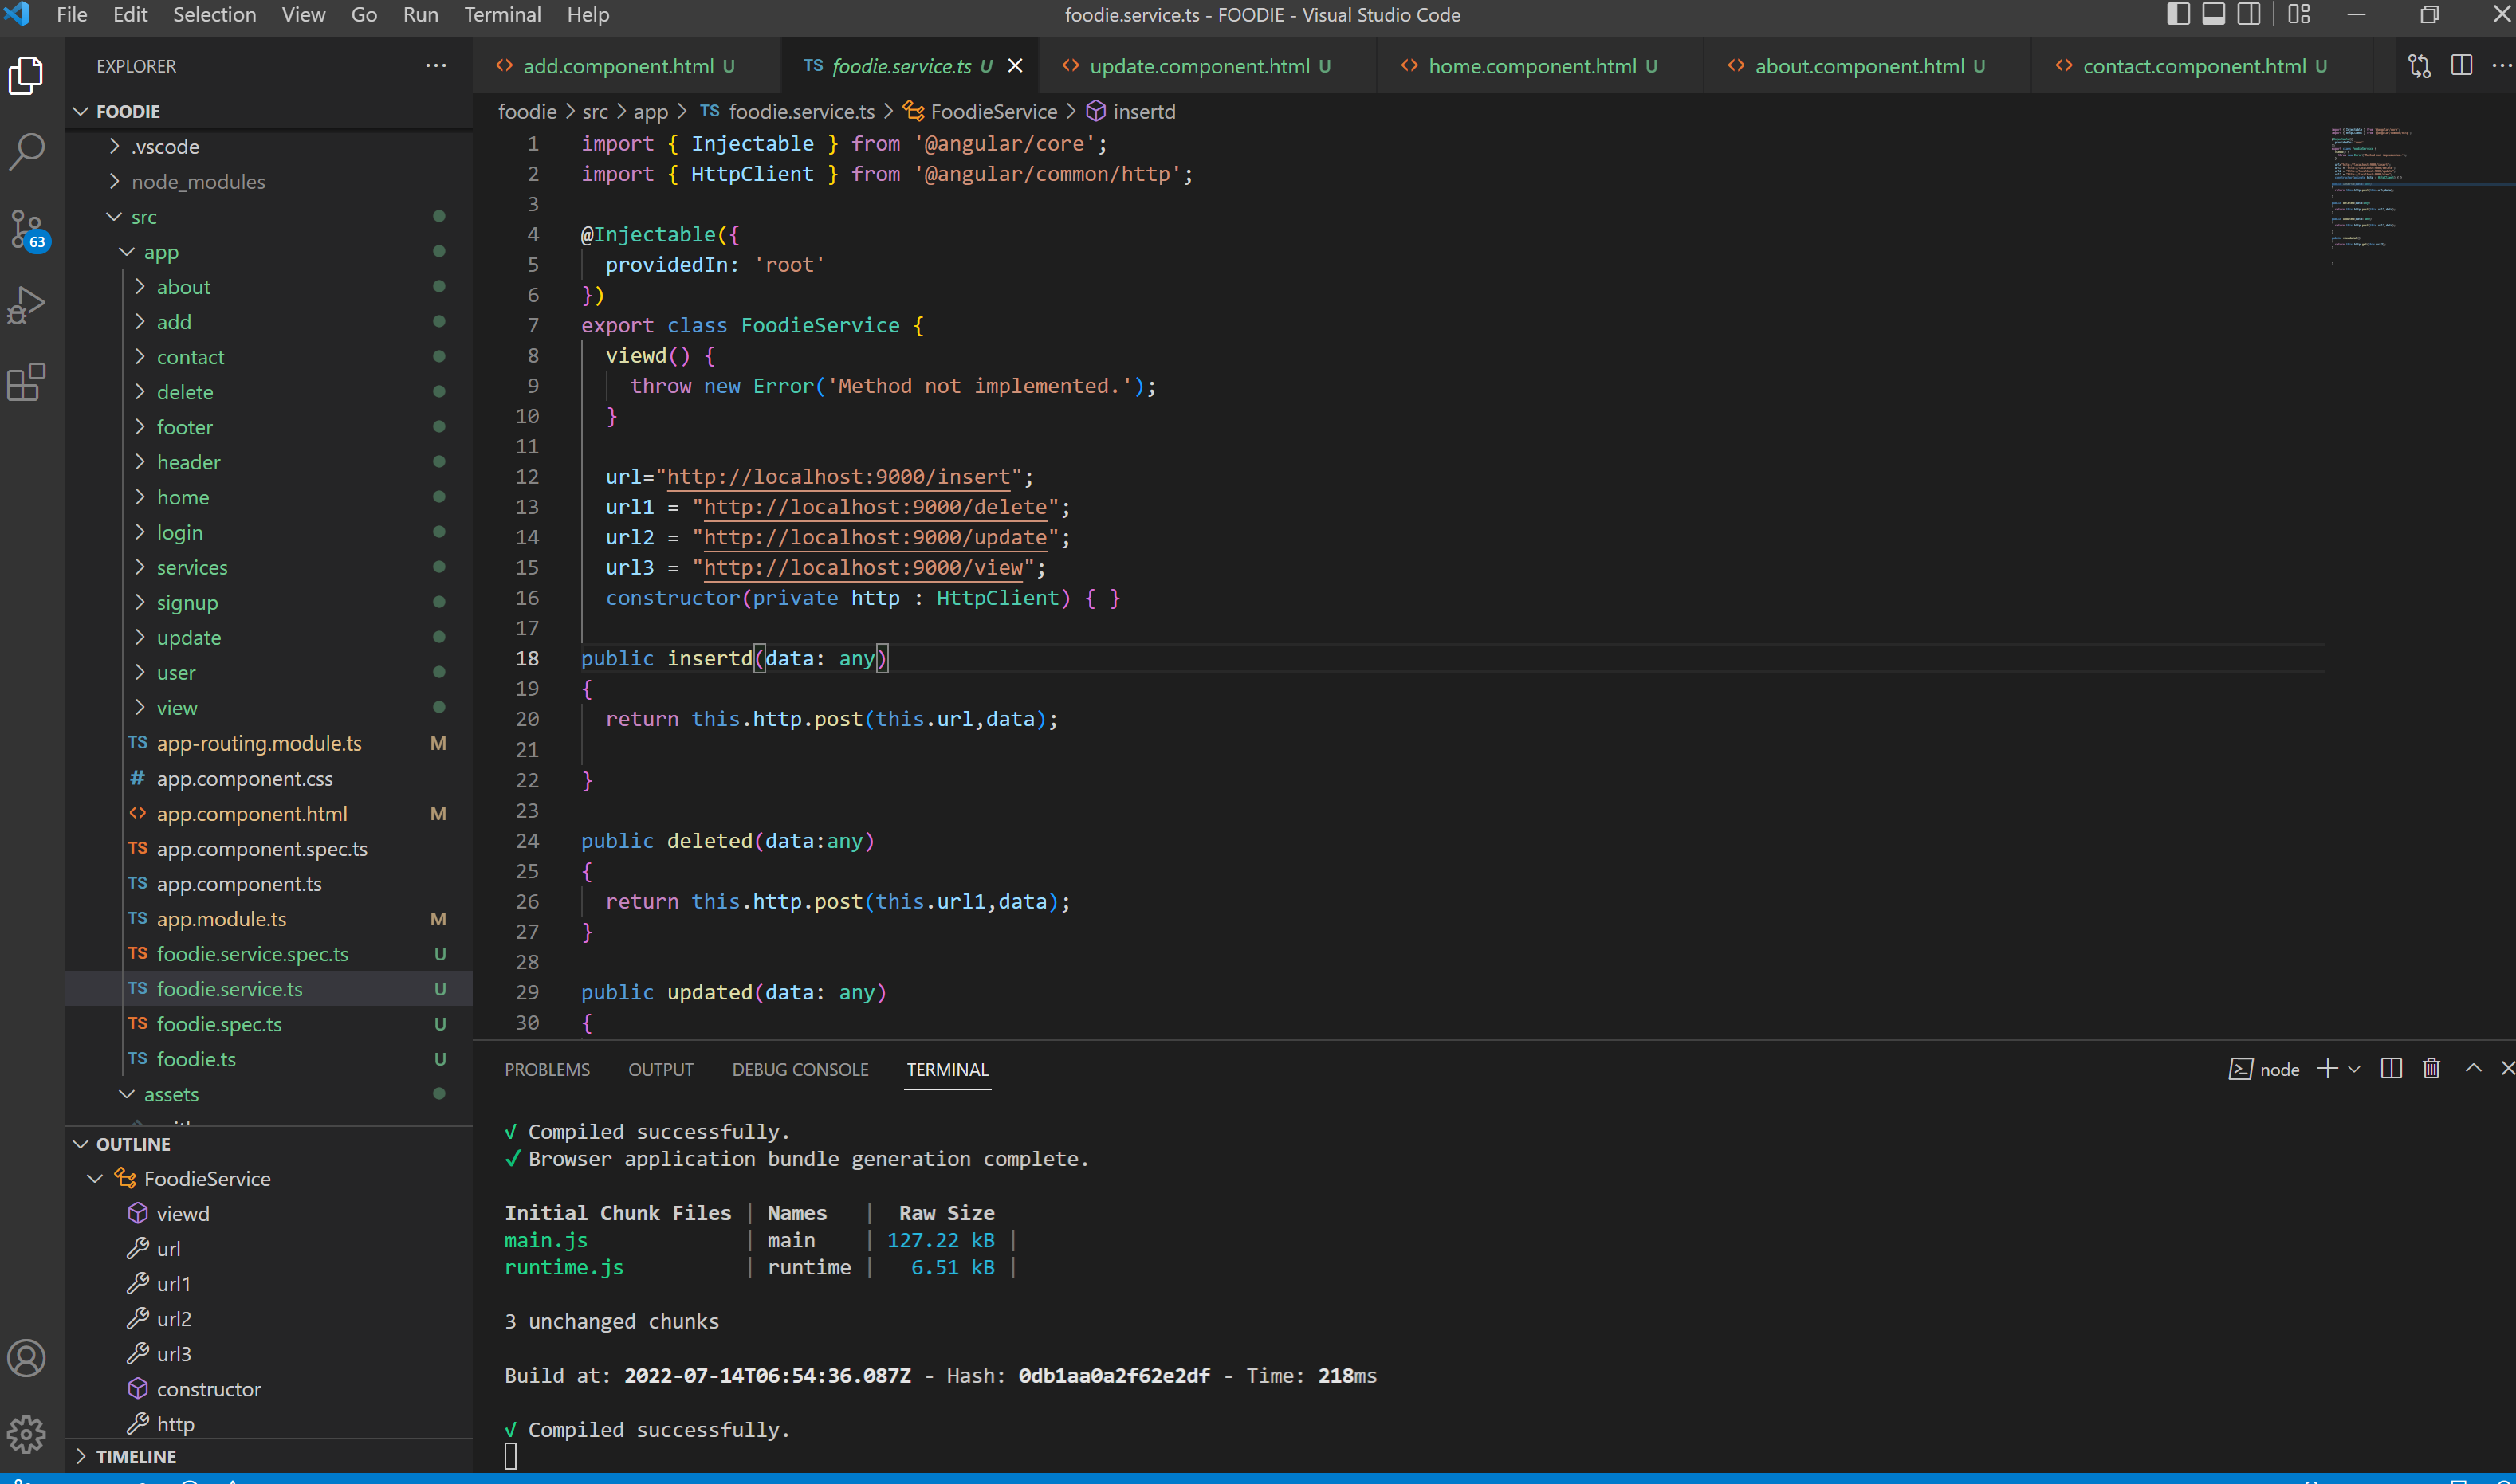 File Edit Selection View Go Run Terminal Help
foodie.service.ts - FOODIE - Visual Studio Code
EXPLORER
FOODIE
.vscode
node_modules
src
app
about
add
contact
delete
footer
header
home
login
services
signup
update
user
view
TS app-routing.module.ts M
# app.component.css
<> app.component.html M
TS app.component.spec.ts
TS app.component.ts
TS app.module.ts M
TS foodie.service.spec.ts U
TS foodie.service.ts U
TS foodie.spec.ts U
TS foodie.ts U
assets
OUTLINE
FoodieService
viewd
url
url1
url2
url3
constructor
http
TIMELINE
63
<> add.component.html U
TS foodie.service.ts U
<> update.component.html U
<> home.component.html U
<> about.component.html U
<> contact.component.html U
foodie > src > app > TS foodie.service.ts > FoodieService > insertd
1 import { Injectable } from '@angular/core';
2 import { HttpClient } from '@angular/common/http';
3
4 @Injectable({
5 providedIn: 'root'
6 })
7 export class FoodieService {
8 viewd() {
9 throw new Error('Method not implemented.');
10 }
11
12 url="http://localhost:9000/insert";
13 url1 = "http://localhost:9000/delete";
14 url2 = "http://localhost:9000/update";
15 url3 = "http://localhost:9000/view";
16 constructor(private http : HttpClient) { }
17
18 public insertd(data: any)
19 {
20 return this.http.post(this.url,data);
21
22 }
23
24 public deleted(data:any)
25 {
26 return this.http.post(this.url1,data);
27 }
28
29 public updated(data: any)
30 {
PROBLEMS OUTPUT DEBUG CONSOLE TERMINAL
node
√ Compiled successfully.
✓ Browser application bundle generation complete.
Initial Chunk Files | Names | Raw Size
main.js | main | 127.22 kB |
runtime.js | runtime | 6.51 kB |
3 unchanged chunks
Build at: 2022-07-14T06:54:36.087Z - Hash: 0db1aa0a2f62e2df - Time: 218ms
√ Compiled successfully.